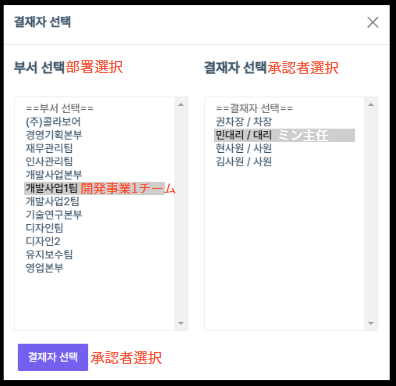 결재자 선택
부서 선택部署選択
결재자 선택承認者選択
==부서 선택==
(주)콜라보어
경영기획본부
재무관리팀
인사관리팀
개발사업본부
개발사업1팀 開発事業1チーム
개발사업2팀
기술연구본부
디자인팀
디자인2
유지보수팀
영업본부
==결재자 선택==
권차장 / 차장
민대리 / 대리 ミン主任
현사원 / 사원
김사원 / 사원
결재자 선택 承認者選択